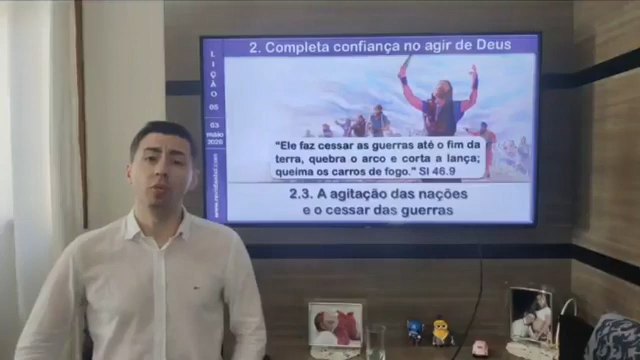 2. Completa confiança no agir de Deus
LIÇÃO
05
03
maio
2020
"Ele faz cessar as guerras até o fim da
terra, quebra o arco e corta a lança;
queima os carros de fogo." Sl 46.9
2.3. A agitação das nações
e o cessar das guerras